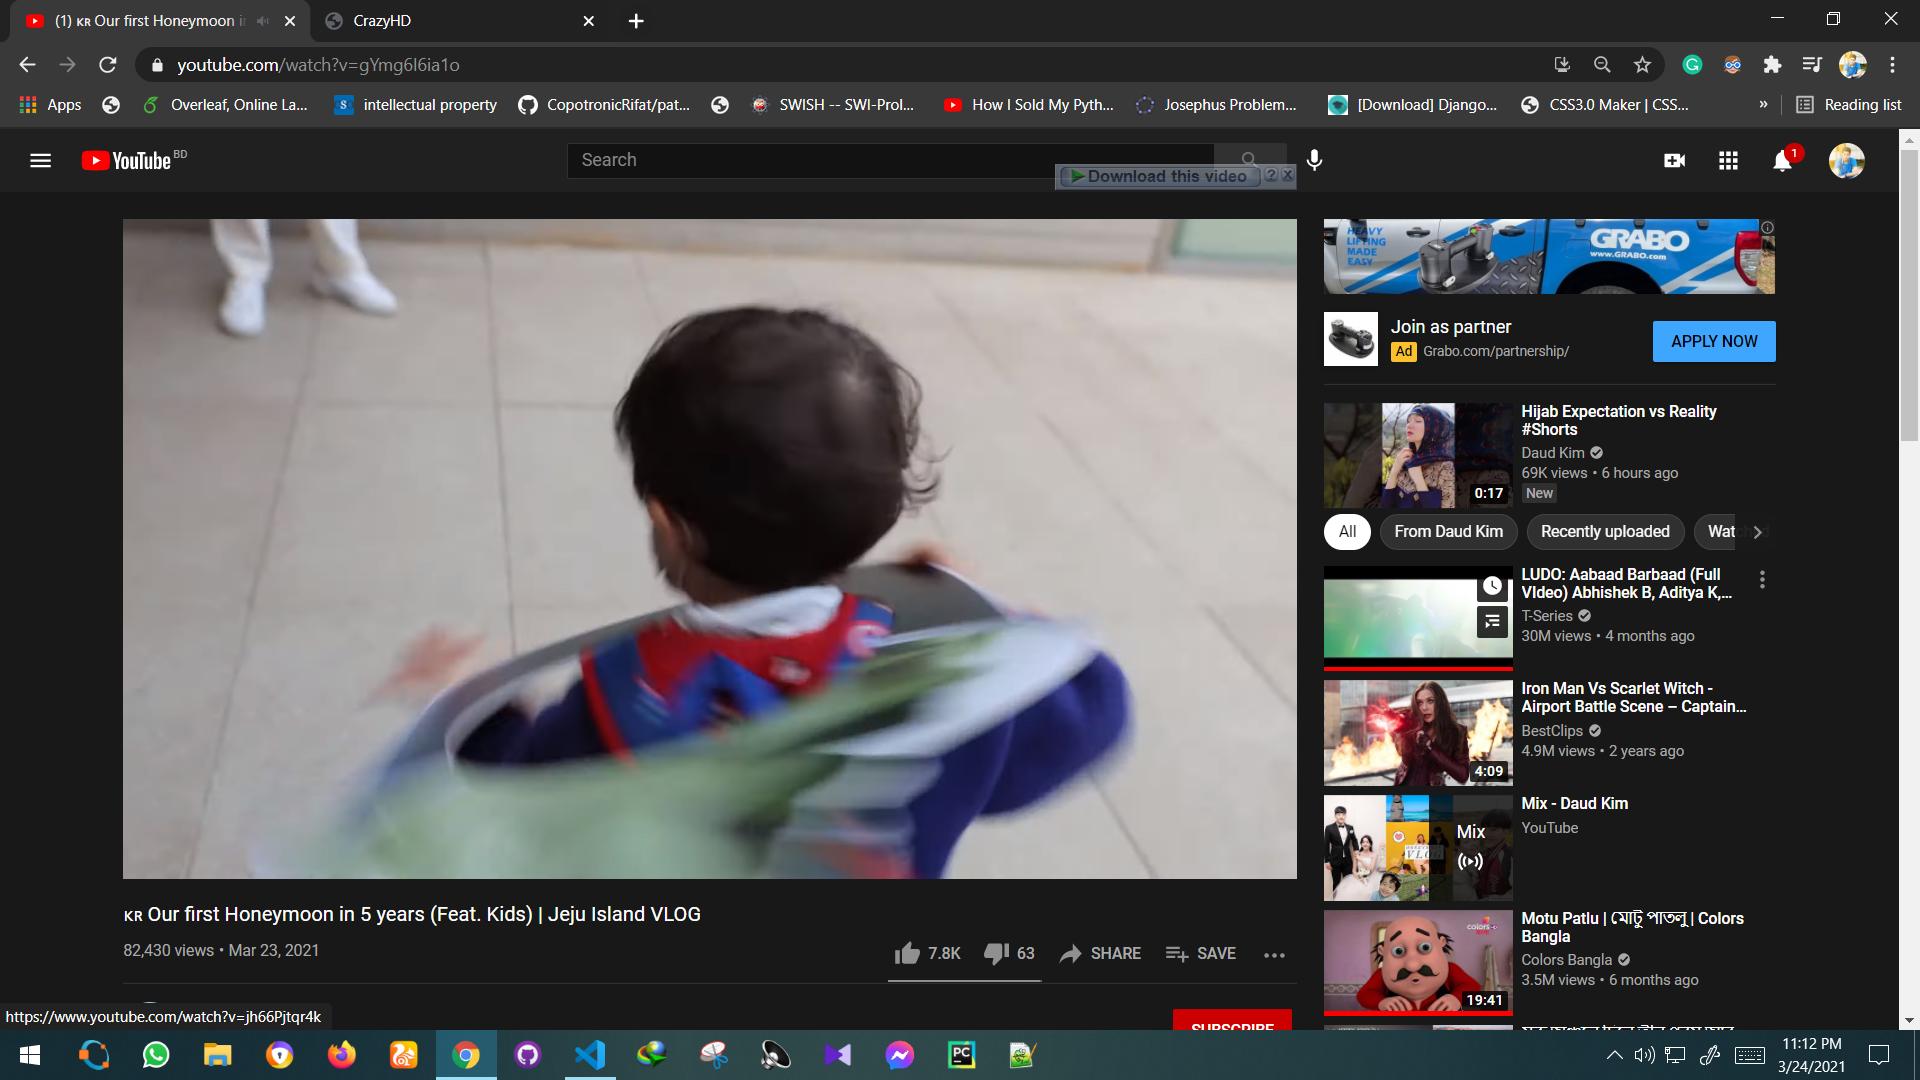 (1) KR Our first Honeymoon in
CrazyHD
youtube.com/watch?v=gYmg6l6ia1o
Apps
Overleaf, Online La...
intellectual property
CopotronicRifat/pat...
SWISH -- SWI-Prol...
How I Sold My Pyth...
Josephus Problem...
[Download] Django...
CSS3.0 Maker | CSS...
»
Reading list
YouTube BD
Search
Download this video
1
HEAVY
LIFTING
MADE
EASY
GRABO
www.GRABO.com
Join as partner
Ad Grabo.com/partnership/
APPLY NOW
Hijab Expectation vs Reality
#Shorts
Daud Kim
69K views • 6 hours ago
New
0:17
All
From Daud Kim
Recently uploaded
LUDO: Aabaad Barbaad (Full
VIdeo) Abhishek B, Aditya K,...
T-Series
30M views • 4 months ago
Iron Man Vs Scarlet Witch -
Airport Battle Scene – Captain...
BestClips
4.9M views • 2 years ago
4:09
Mix - Daud Kim
YouTube
Mix
Motu Patlu | মোটু পাতলু | Colors
Bangla
Colors Bangla
3.5M views • 6 months ago
19:41
KR Our first Honeymoon in 5 years (Feat. Kids) | Jeju Island VLOG
82,430 views • Mar 23, 2021
7.8K
63
SHARE
SAVE
SUBSCRIBE
https://www.youtube.com/watch?v=jh66Pjtqr4k
11:12 PM
3/24/2021